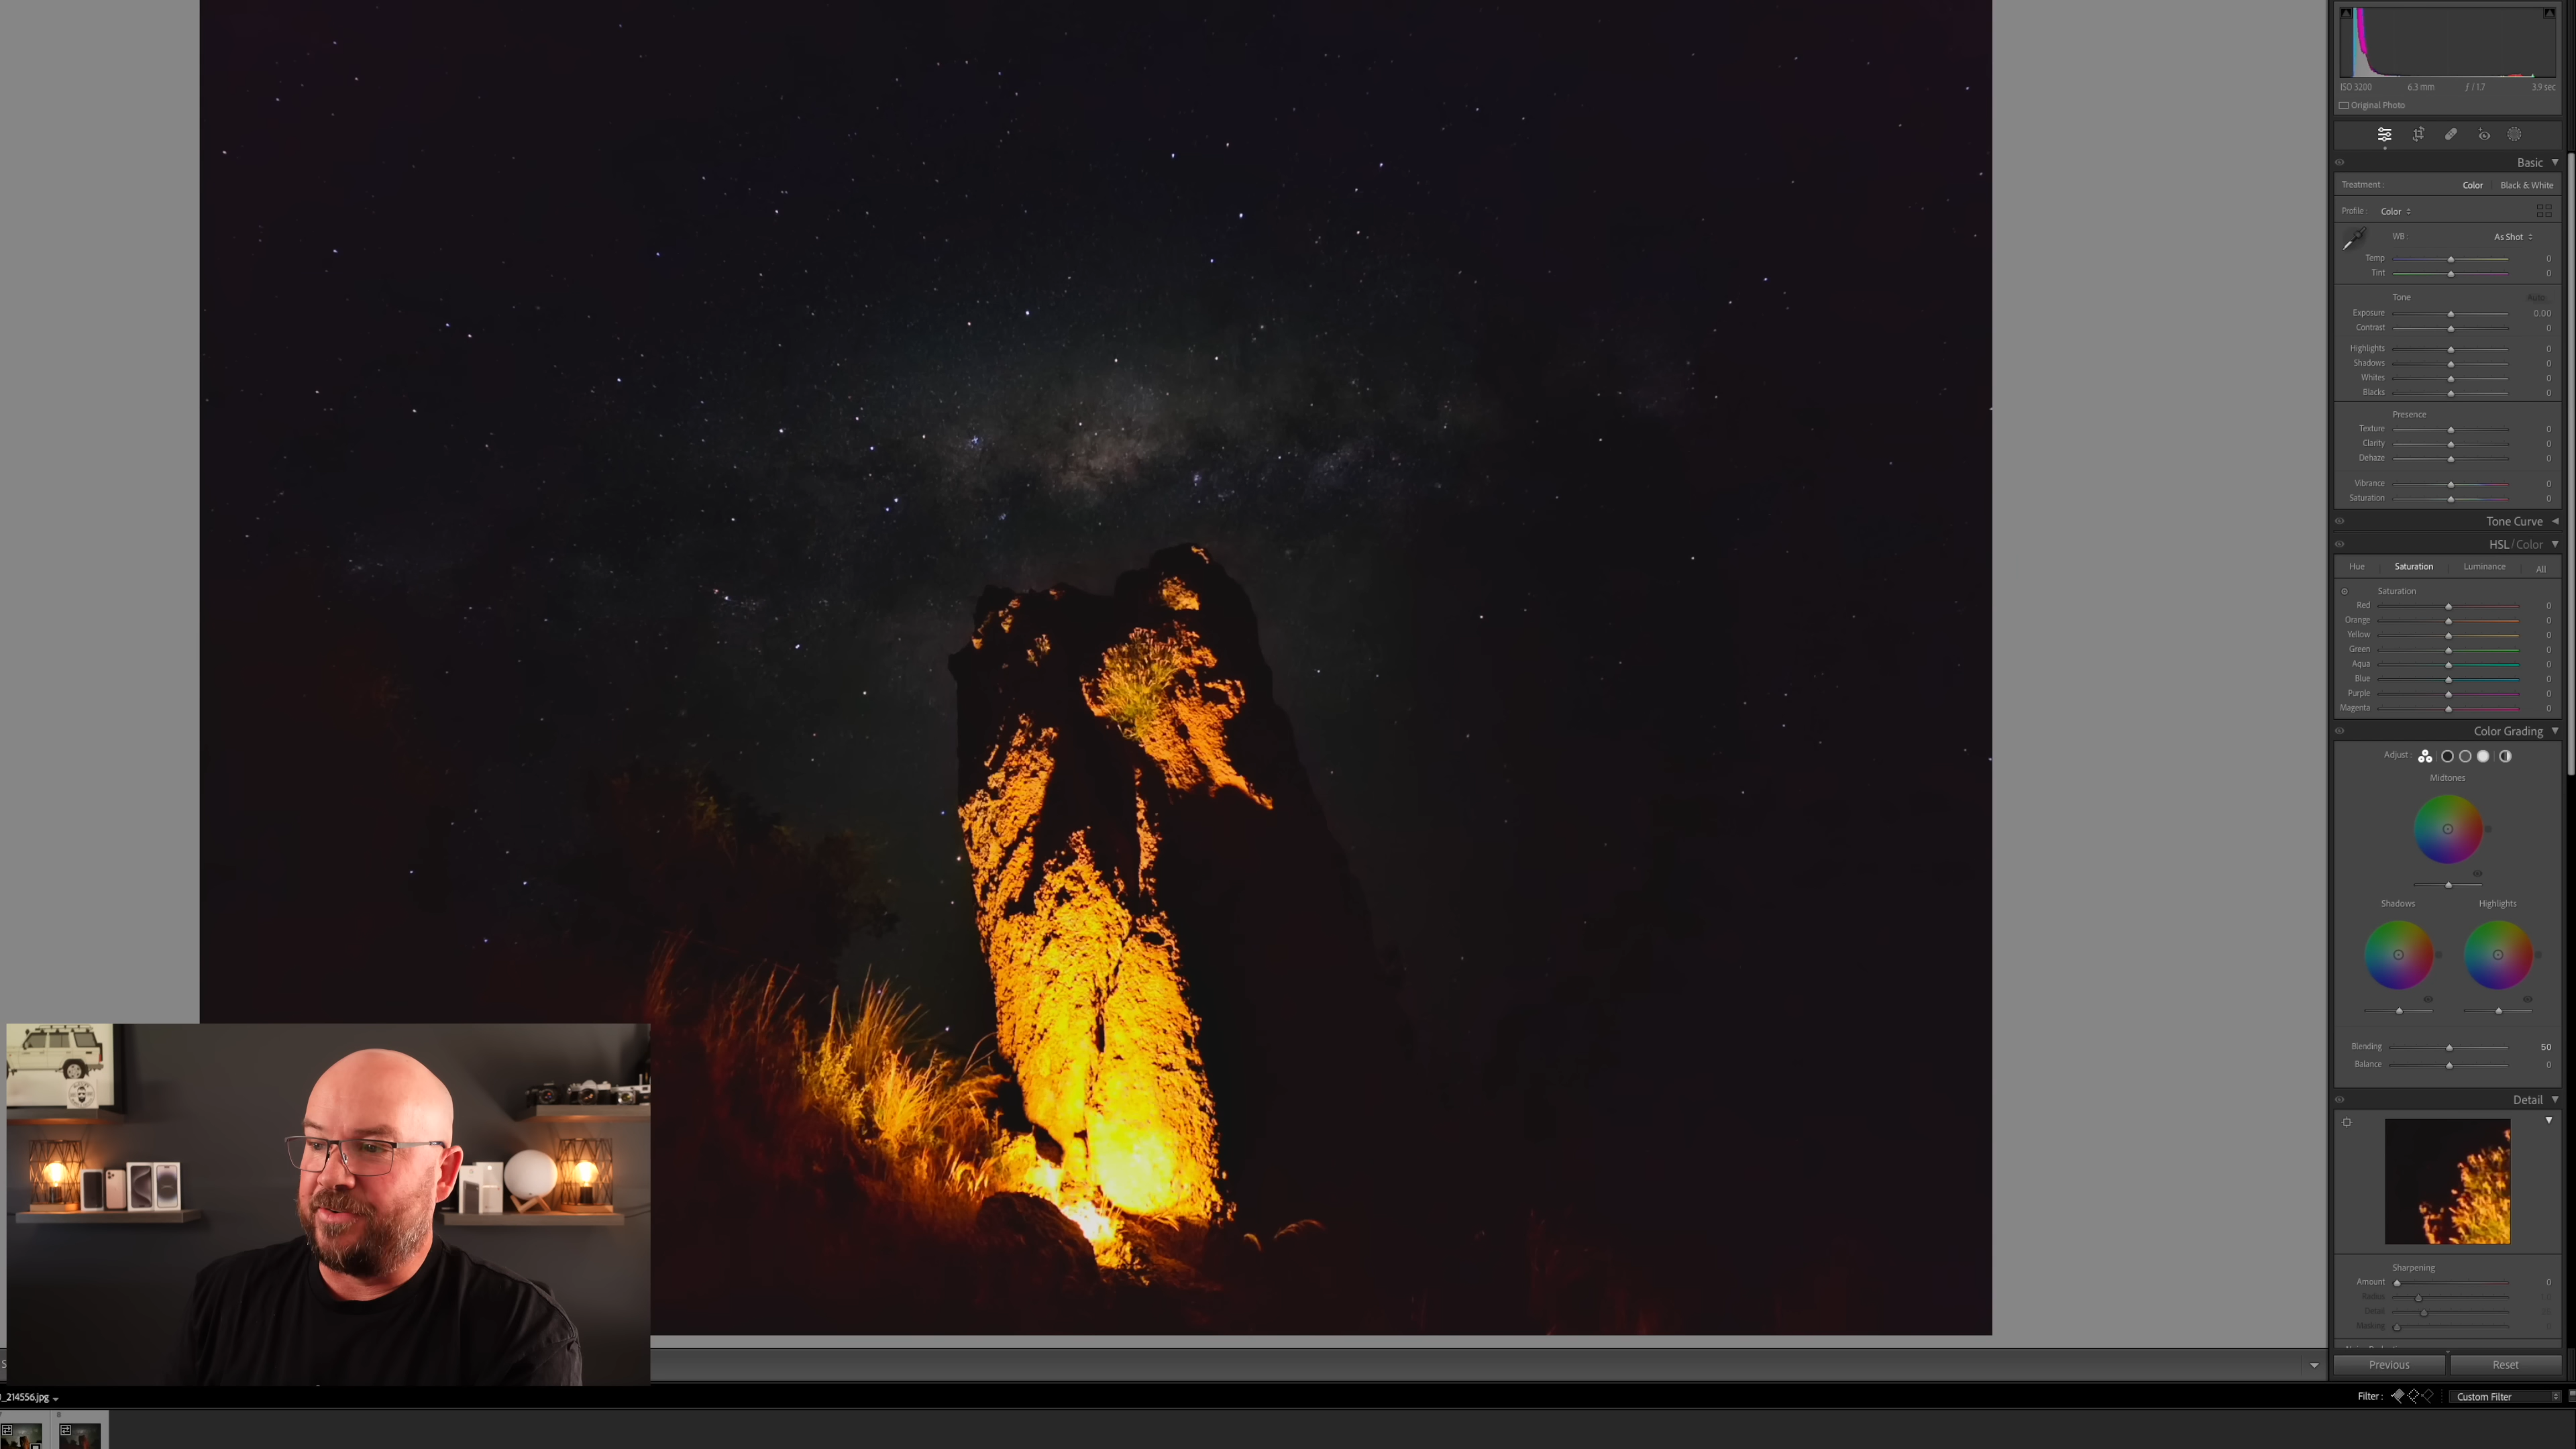 ISO 3200 6.3 mm ƒ / 1.7 3.9 sec
Original Photo
Basic
Treatment : Color Black & White
Profile : Color
WB : As Shot
Temp 0
Tint 0
Tone Auto
Exposure 0.00
Contrast 0
Highlights 0
Shadows 0
Whites 0
Blacks 0
Presence
Texture 0
Clarity 0
Dehaze 0
Vibrance 0
Saturation 0
Tone Curve
HSL / Color
Hue Saturation Luminance All
Saturation
Red 0
Orange 0
Yellow 0
Green 0
Aqua 0
Blue 0
Purple 0
Magenta 0
Color Grading
Adjust :
Midtones
Shadows Highlights
Blending 50
Balance 0
Detail
Sharpening
Amount 0
Radius
Detail
Masking
Previous Reset
_214556.jpg
Filter : Custom Filter